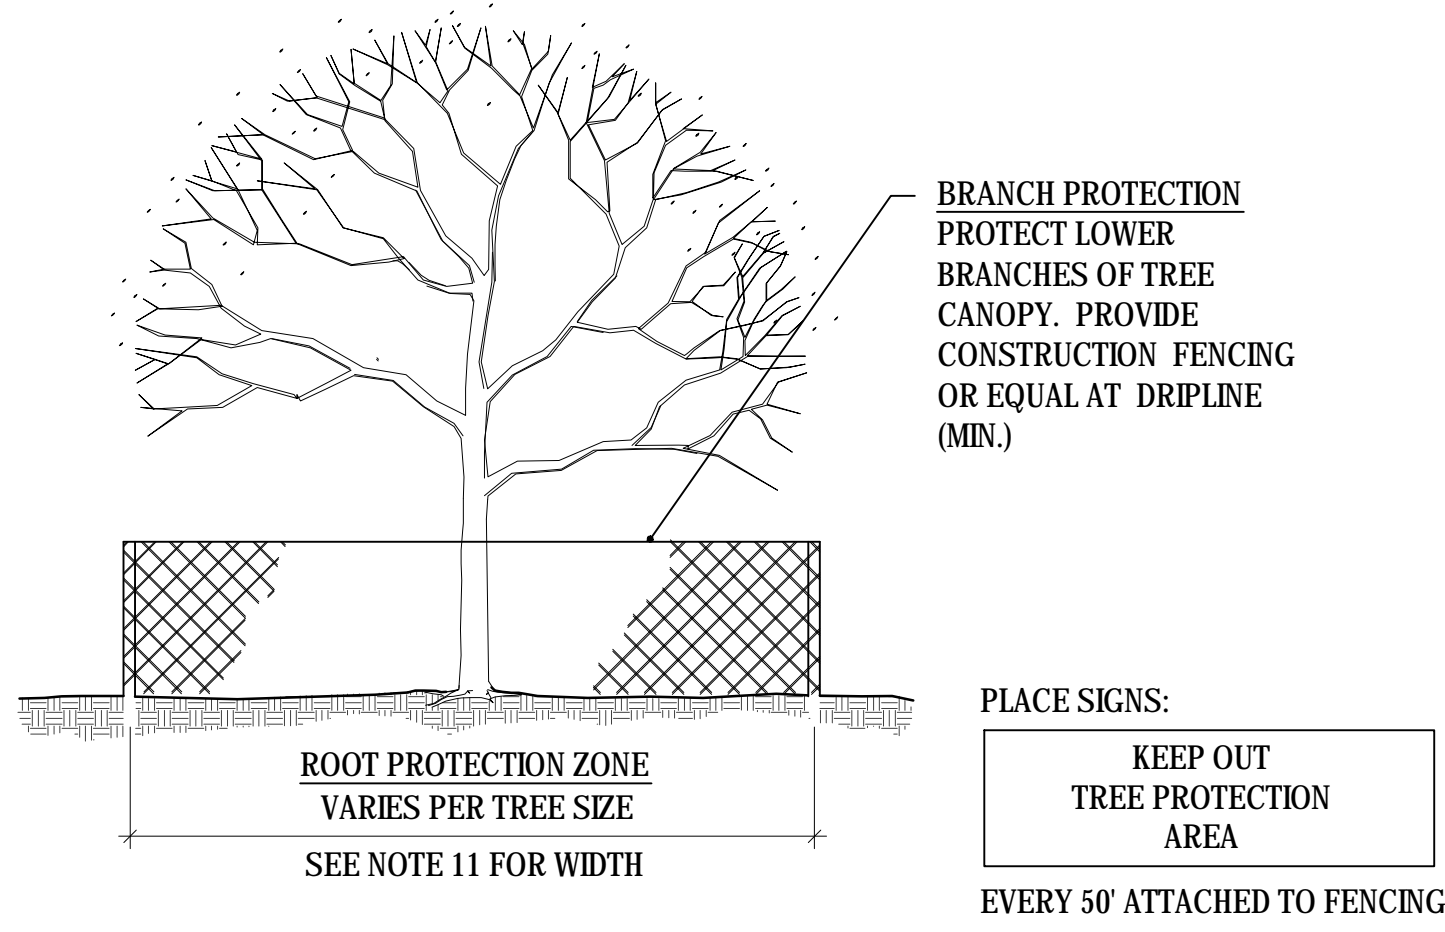 BRANCH PROTECTION
PROTECT LOWER
BRANCHES OF TREE
CANOPY. PROVIDE
CONSTRUCTION FENCING
OR EQUAL AT DRIPLINE
(MIN.)
ROOT PROTECTION ZONE
VARIES PER TREE SIZE
SEE NOTE 11 FOR WIDTH
PLACE SIGNS:
KEEP OUT
TREE PROTECTION
AREA
EVERY 50' ATTACHED TO FENCING